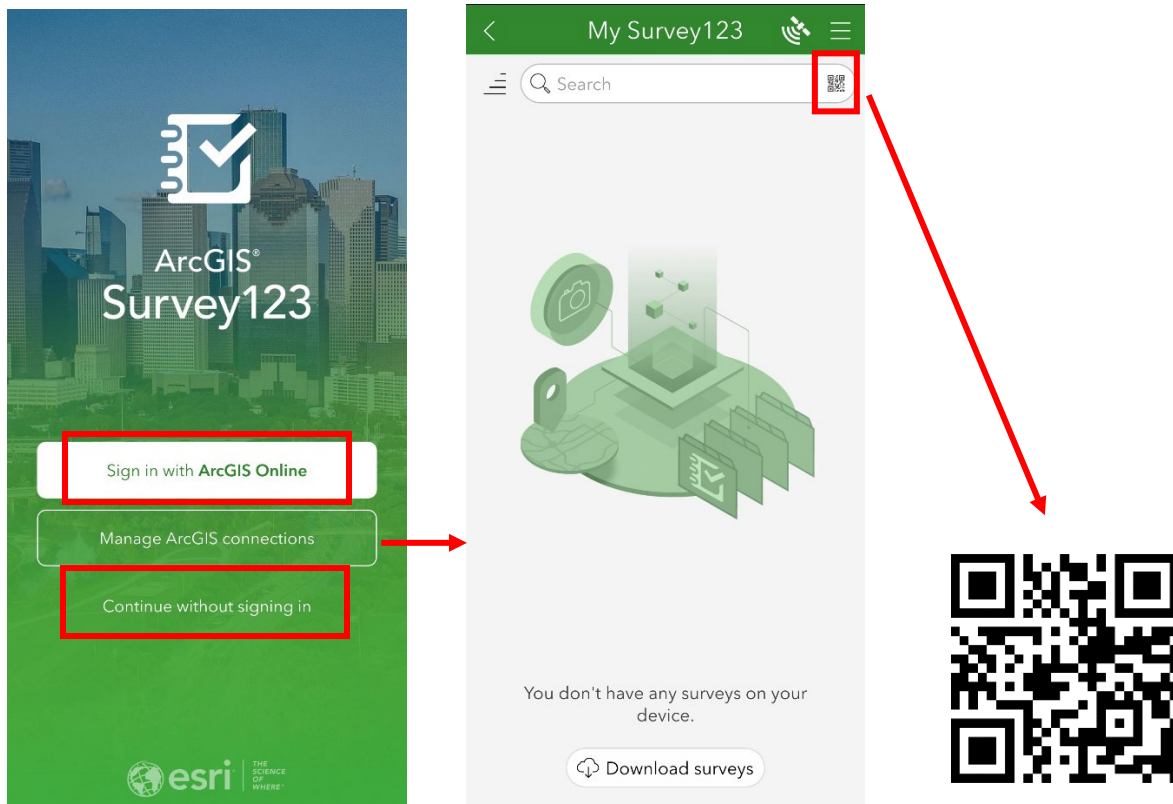 ArcGIS®
Survey123
Sign in with ArcGIS Online
Manage ArcGIS connections
Continue without signing in
esri
THE
SCIENCE
OF
WHERE®
My Survey123
Search
You don't have any surveys on your
device.
Download surveys